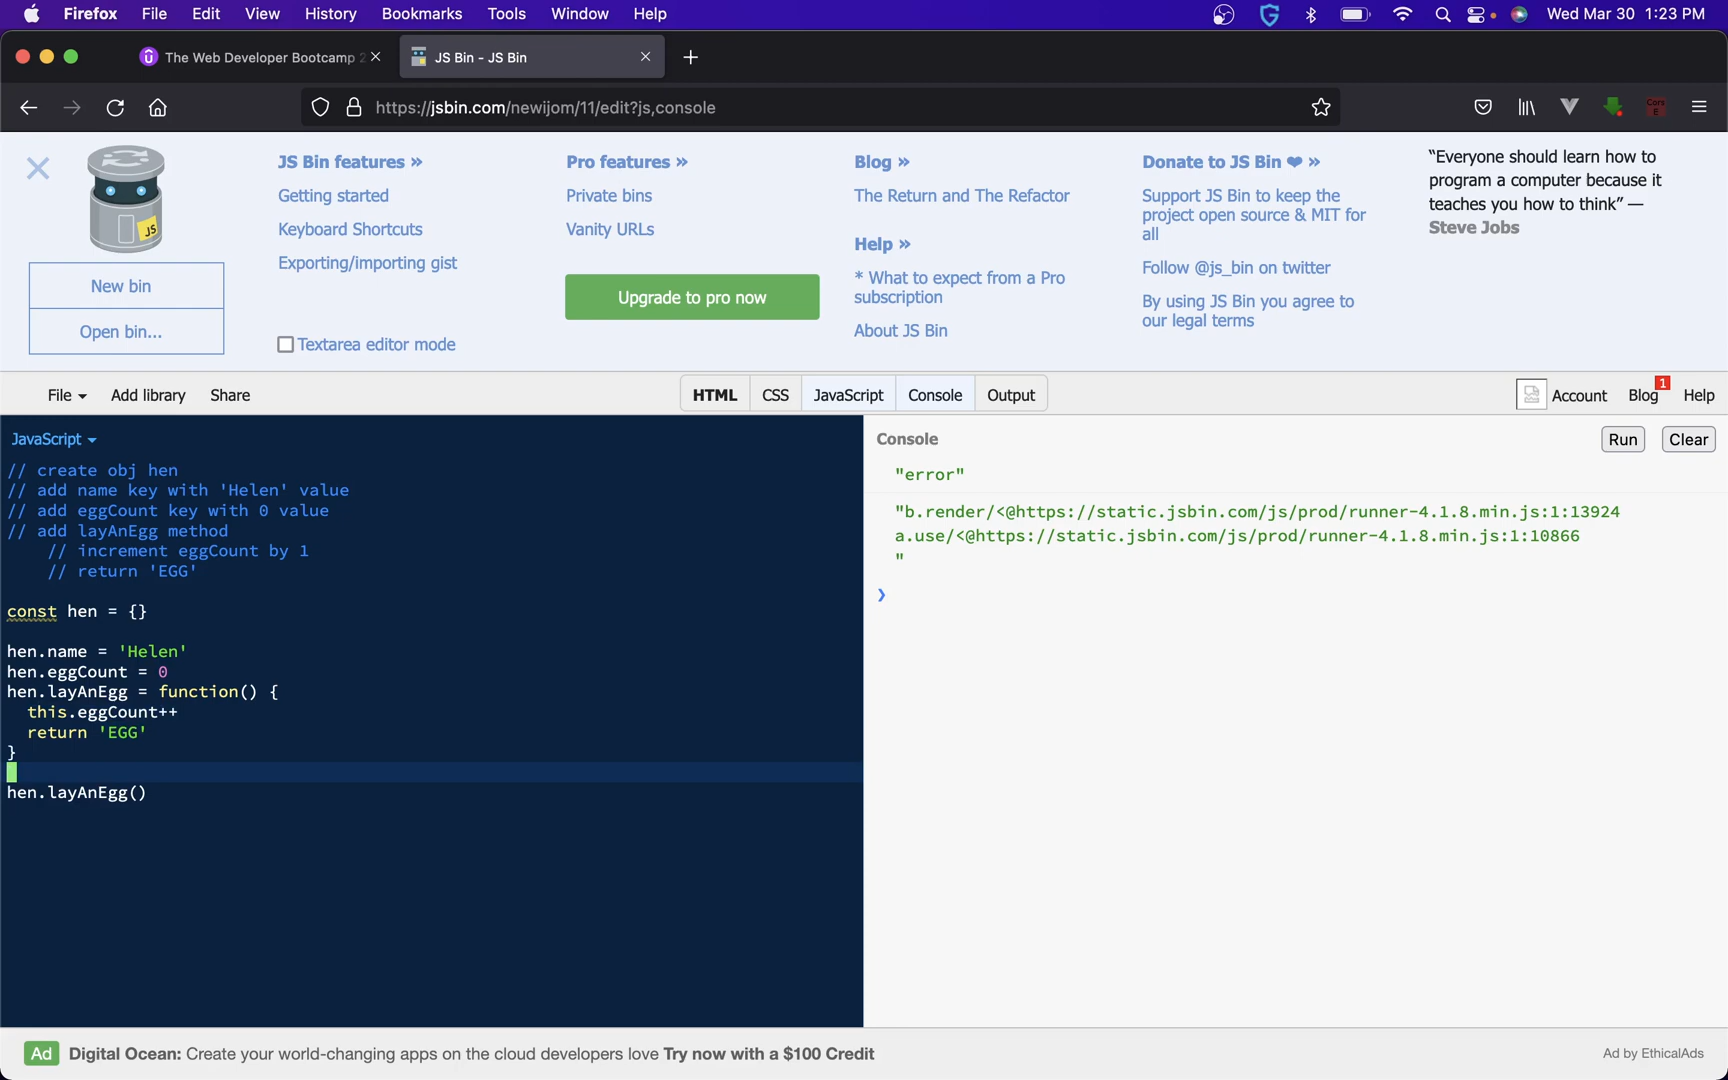 Firefox File Edit View History Bookmarks Tools Window Help Wed Mar 30 1:23 PM
The Web Developer Bootcamp 2 JS Bin - JS Bin
https://jsbin.com/newijom/11/edit?js,console
JS Bin features »
Getting started
Keyboard Shortcuts
Exporting/importing gist
Textarea editor mode
New bin
Open bin...
JS
Pro features »
Private bins
Vanity URLs
Upgrade to pro now
Blog »
The Return and The Refactor
Help »
* What to expect from a Pro
subscription
About JS Bin
Donate to JS Bin ❤ »
Support JS Bin to keep the
project open source & MIT for
all
Follow @js_bin on twitter
By using JS Bin you agree to
our legal terms
“Everyone should learn how to
program a computer because it
teaches you how to think” —
Steve Jobs
File Add library Share HTML CSS JavaScript Console Output Account Blog 1 Help
JavaScript
// create obj hen
// add name key with 'Helen' value
// add eggCount key with 0 value
// add layAnEgg method
// increment eggCount by 1
// return 'EGG'
const hen = {}
hen.name = 'Helen'
hen.eggCount = 0
hen.layAnEgg = function() {
this.eggCount++
return 'EGG'
}
hen.layAnEgg()
Console Run Clear
"error"
"b.render/<@https://static.jsbin.com/js/prod/runner-4.1.8.min.js:1:13924
a.use/<@https://static.jsbin.com/js/prod/runner-4.1.8.min.js:1:10866
"
Ad Digital Ocean: Create your world-changing apps on the cloud developers love Try now with a $100 Credit Ad by EthicalAds